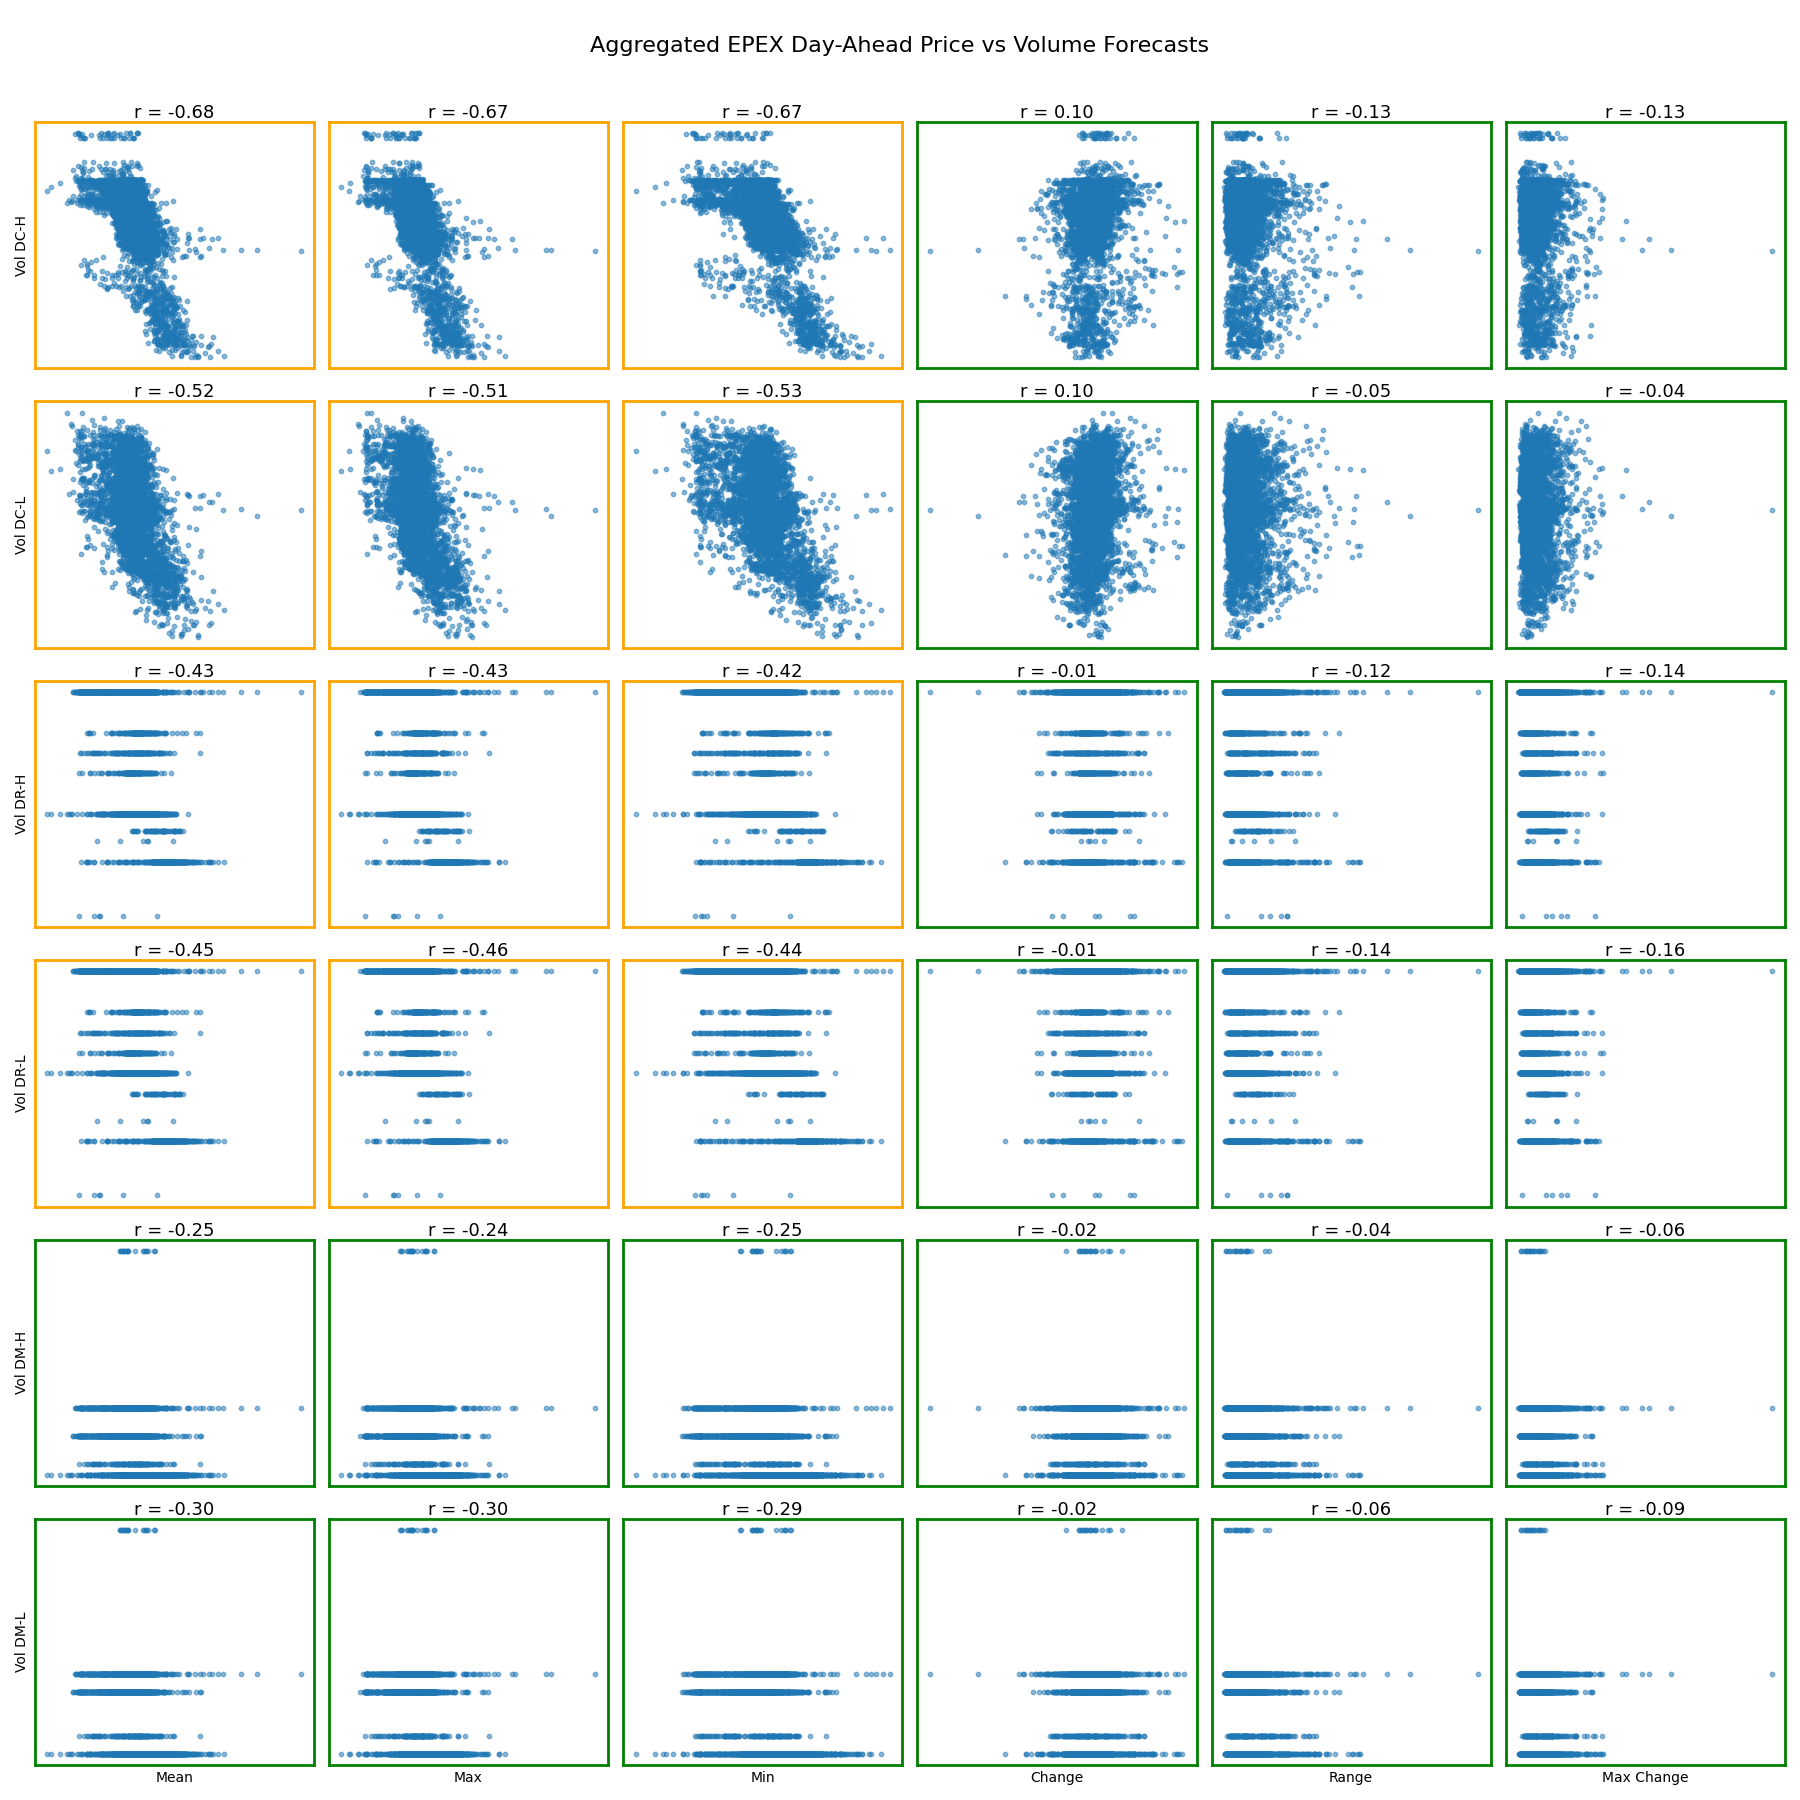 Aggregated EPEX Day-Ahead Price vs Volume Forecasts
r = -0.68 r = -0.67 r = -0.67 r = 0.10 r = -0.13 r = -0.13
Vol DC-H
r = -0.52 r = -0.51 r = -0.53 r = 0.10 r = -0.05 r = -0.04
Vol DC-L
r = -0.43 r = -0.43 r = -0.42 r = -0.01 r = -0.12 r = -0.14
Vol DR-H
r = -0.45 r = -0.46 r = -0.44 r = -0.01 r = -0.14 r = -0.16
Vol DR-L
r = -0.25 r = -0.24 r = -0.25 r = -0.02 r = -0.04 r = -0.06
Vol DM-H
r = -0.30 r = -0.30 r = -0.29 r = -0.02 r = -0.06 r = -0.09
Vol DM-L
Mean Max Min Change Range Max Change